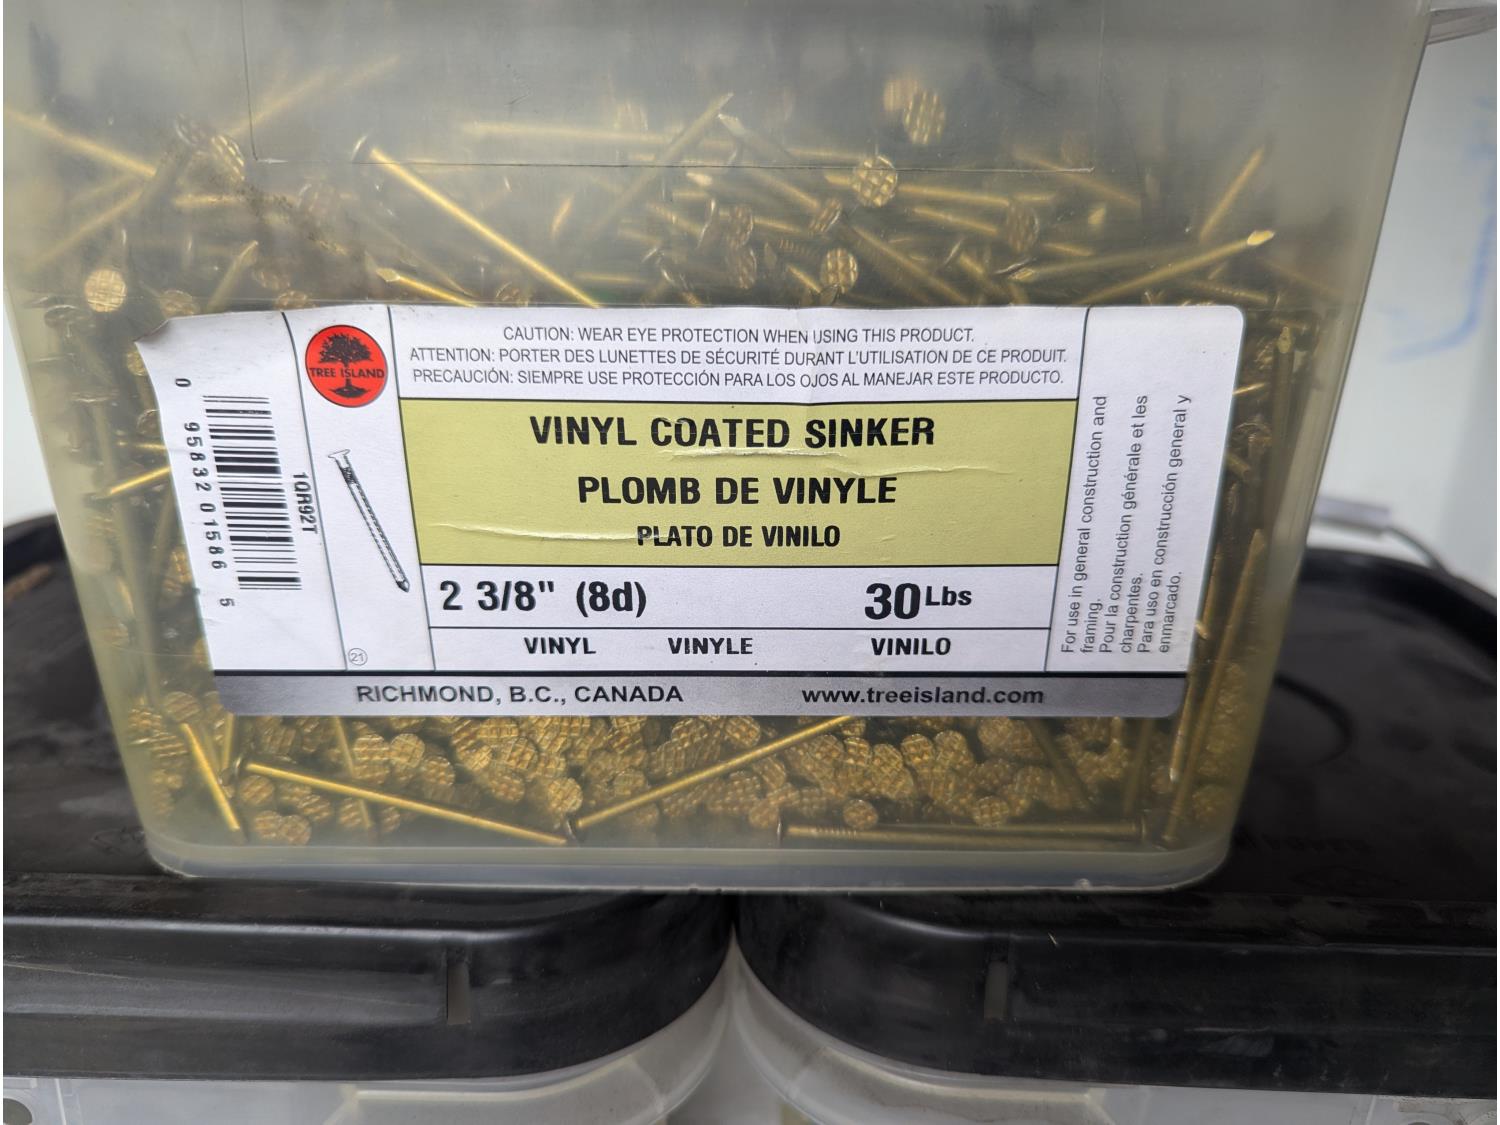 CAUTION: WEAR EYE PROTECTION WHEN USING THIS PRODUCT.
ATTENTION: PORTER DES LUNETTES DE SÉCURITÉ DURANT L'UTILISATION DE CE PRODUIT.
PRECAUCIÓN: SIEMPRE USE PROTECCIÓN PARA LOS OJOS AL MANEJAR ESTE PRODUCTO.
TREE ISLAND
VINYL COATED SINKER
PLOMB DE VINYLE
PLATO DE VINILO
2 3/8" (8d) 30 Lbs
VINYL VINYLE VINILO
21
RICHMOND, B.C., CANADA www.treeisland.com
0 95832 01586 5
1QR92T
For use in general construction and
framing.
Pour la construction générale et les
charpentes.
Para uso en construcción general y
enmarcado.